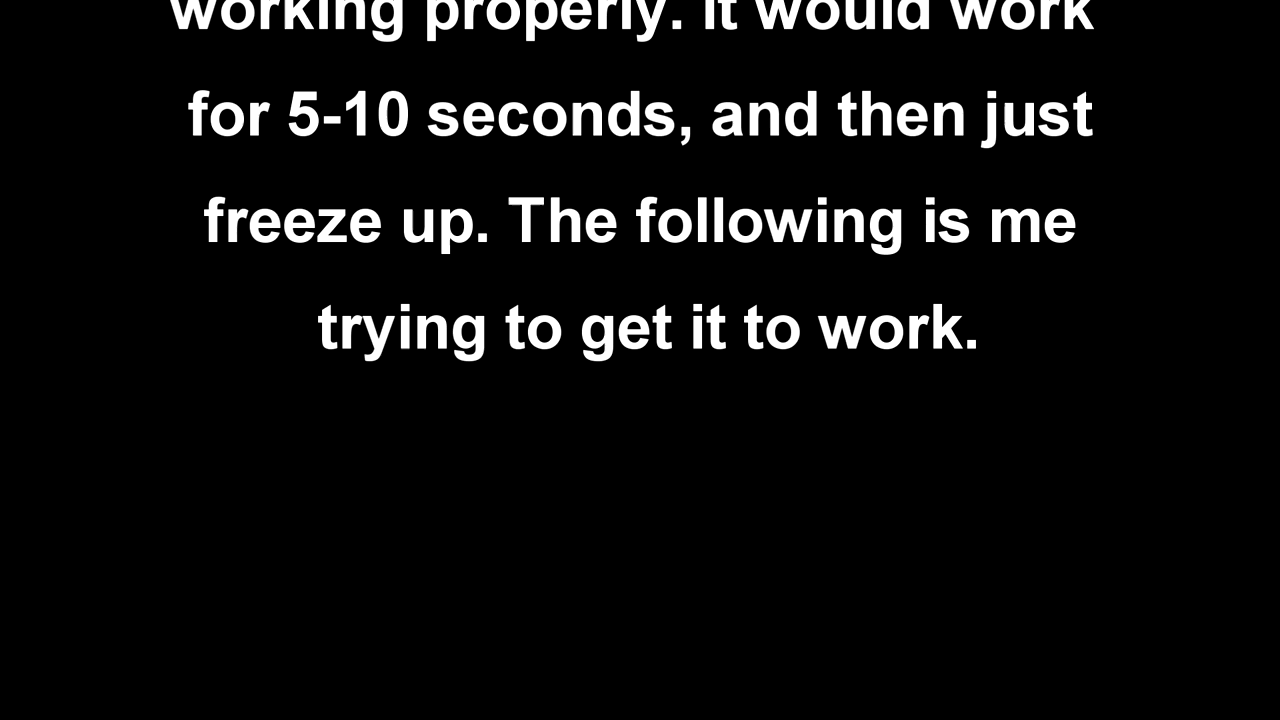 working properly. It would work
for 5-10 seconds, and then just
freeze up. The following is me
trying to get it to work.